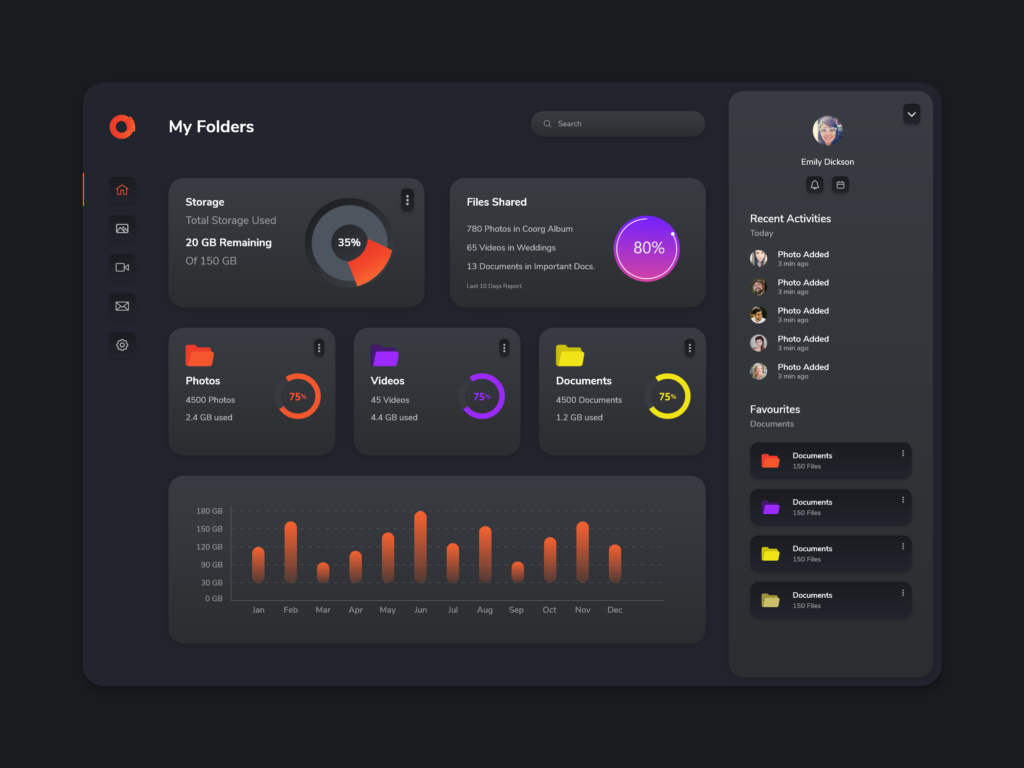 My Folders
Search
Storage
Total Storage Used
20 GB Remaining
Of 150 GB
35%
Files Shared
780 Photos in Coorg Album
65 Videos in Weddings
13 Documents in Important Docs.
Last 10 Days Report
80%
Photos
4500 Photos
2.4 GB used
75%
Videos
45 Videos
4.4 GB used
75%
Documents
4500 Documents
1.2 GB used
75%
180 GB
150 GB
120 GB
90 GB
30 GB
0 GB
Jan Feb Mar Apr May Jun Jul Aug Sep Oct Nov Dec
Emily Dickson
Recent Activities
Today
Photo Added
3 min ago
Photo Added
3 min ago
Photo Added
3 min ago
Photo Added
3 min ago
Photo Added
3 min ago
Favourites
Documents
Documents
150 Files
Documents
150 Files
Documents
150 Files
Documents
150 Files